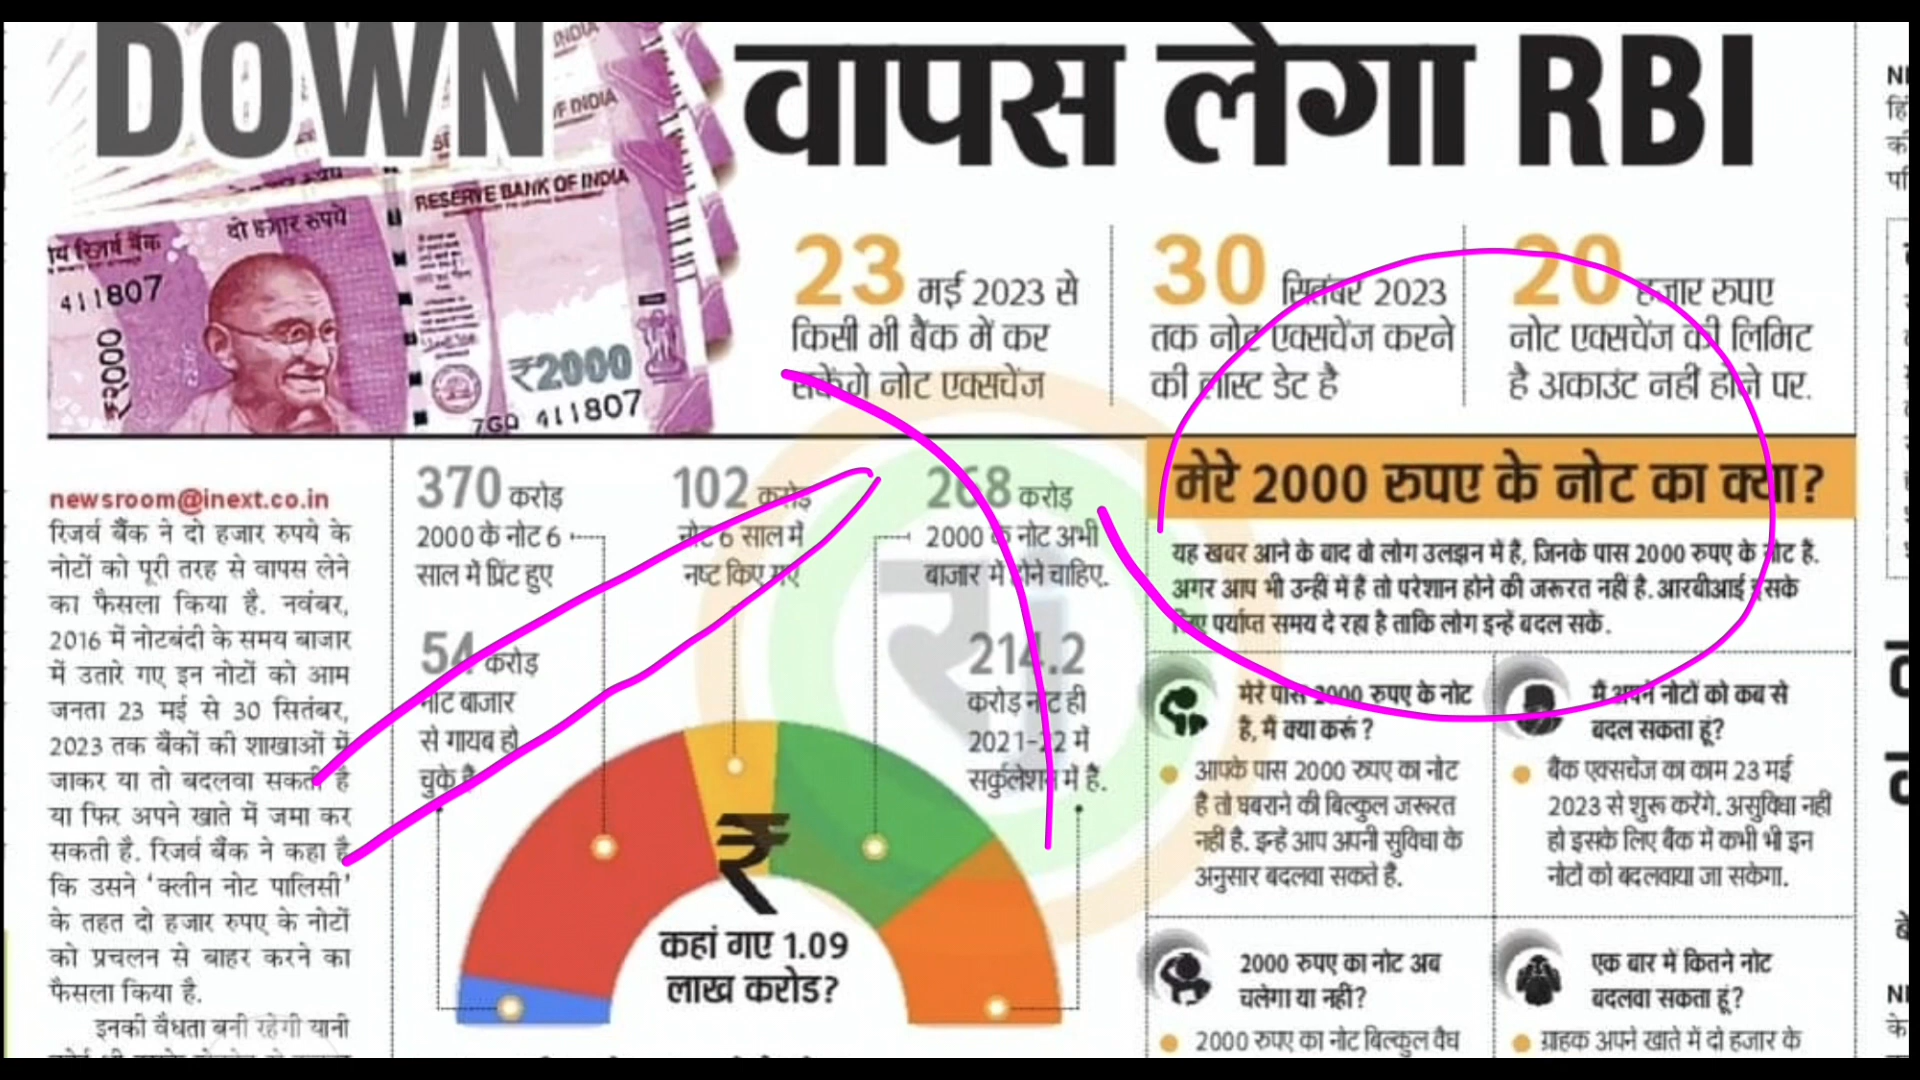 DOWN
वापस लेगा RBI
INDIA
OF INDIA
RESERVE BANK OF INDIA
दो हज़ार रुपये
411807
₹2000
₹2000
7GQ 411807
23 मई 2023 से
किसी भी बैंक में कर
सकेंगे नोट एक्सचेंज
30 सितंबर 2023
तक नोट एक्सचेंज करने
की लास्ट डेट है
20 हजार रुपए
नोट एक्सचेंज की लिमिट
है अकाउंट नहीं होने पर.
newsroom@inext.co.in
रिजर्व बैंक ने दो हजार रुपये के
नोटों को पूरी तरह से वापस लेने
का फैसला किया है. नवंबर,
2016 में नोटबंदी के समय बाजार
में उतारे गए इन नोटों को आम
जनता 23 मई से 30 सितंबर,
2023 तक बैंकों की शाखाओं में
जाकर या तो बदलवा सकती है
या फिर अपने खाते में जमा कर
सकती है. रिजर्व बैंक ने कहा है
कि उसने ‘क्लीन नोट पालिसी’
के तहत दो हजार रुपए के नोटों
को प्रचलन से बाहर करने का
फैसला किया है.
इनकी वैधता बनी रहेगी यानी
370 करोड़
2000 के नोट 6
साल में प्रिंट हुए
102 करोड़
नोट 6 साल में
नष्ट किए गए
268 करोड़
2000 के नोट अभी
बाजार में होने चाहिए.
54 करोड़
नोट बाजार
से गायब हो
चुके हैं
214.2
करोड़ नोट ही
2021-22 में
सर्कुलेशन में हैं.
₹
कहां गए 1.09
लाख करोड़?
मेरे 2000 रुपए के नोट का क्या?
यह खबर आने के बाद वो लोग उलझन में हैं, जिनके पास 2000 रुपए के नोट हैं.
अगर आप भी उन्हीं में हैं तो परेशान होने की जरूरत नहीं है. आरबीआई इसके
लिए पर्याप्त समय दे रहा है ताकि लोग इन्हें बदल सकें.
मेरे पास 2000 रुपए के नोट
हैं, मैं क्या करूं?
आपके पास 2000 रुपए का नोट
है तो घबराने की बिल्कुल जरूरत
नहीं है. इन्हें आप अपनी सुविधा के
अनुसार बदलवा सकते हैं.
मैं अपने नोटों को कब से
बदल सकता हूं?
बैंक एक्सचेंज का काम 23 मई
2023 से शुरू करेंगे. असुविधा नहीं
हो इसके लिए बैंक में कभी भी इन
नोटों को बदलवाया जा सकेगा.
2000 रुपए का नोट अब
चलेगा या नहीं?
2000 रुपए का नोट बिल्कुल वैध
एक बार में कितने नोट
बदलवा सकता हूं?
ग्राहक अपने खाते में दो हजार के